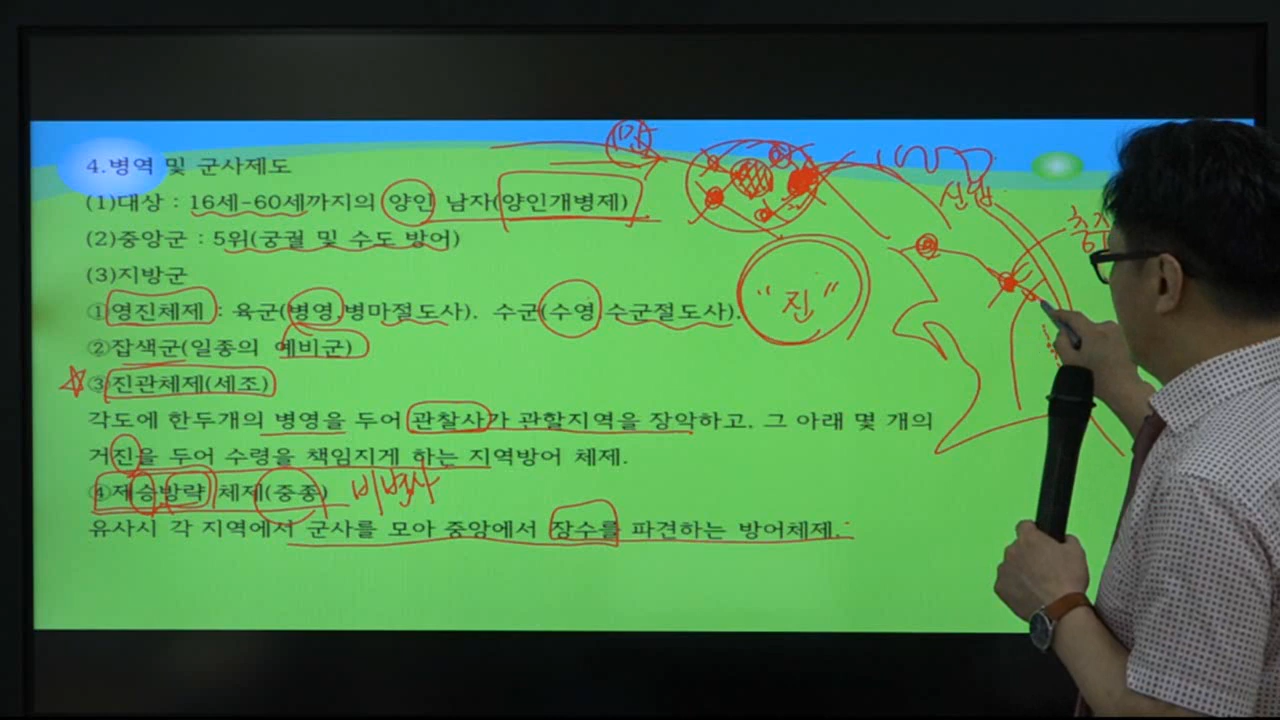 4.병역 및 군사제도
(1)대상 : 16세-60세까지의 양인 남자(양인개병제)
(2)중앙군 : 5위(궁궐 및 수도 방어)
(3)지방군
①영진체제 : 육군(병영,병마절도사). 수군(수영 수군절도사).
②잡색군(일종의 예비군)
③진관체제(세조)
각도에 한두개의 병영을 두어 관찰사가 관할지역을 장악하고, 그 아래 몇 개의
거진을 두어 수령을 책임지게 하는 지역방어 체제.
④제승방략 체제(중종)
유사시 각 지역에서 군사를 모아 중앙에서 장수를 파견하는 방어체제.
"진"
신립
비변사